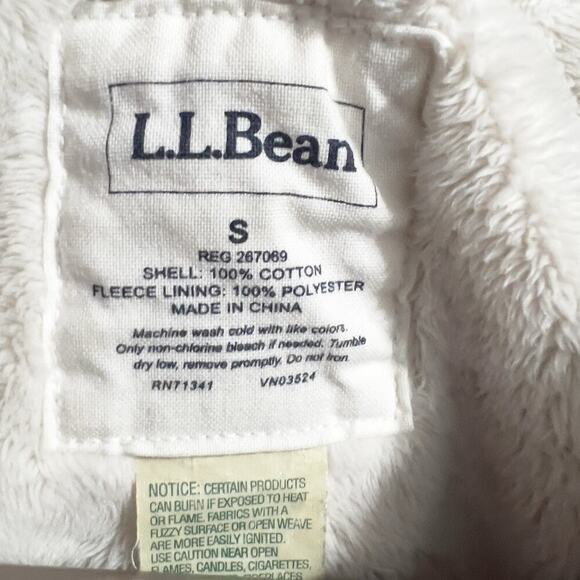 L.L.Bean
S
REG 267069
SHELL: 100% COTTON
FLEECE LINING: 100% POLYESTER
MADE IN CHINA
Machine wash cold with like colors.
Only non-chlorine bleach if needed. Tumble
dry low, remove promptly. Do not iron.
RN71341 VN03524
NOTICE: CERTAIN PRODUCTS
CAN BURN IF EXPOSED TO HEAT
OR FLAME. FABRICS WITH A
FUZZY SURFACE OR OPEN WEAVE
ARE MORE EASILY IGNITED.
USE CAUTION NEAR OPEN
FLAMES, CANDLES, CIGARETTES,